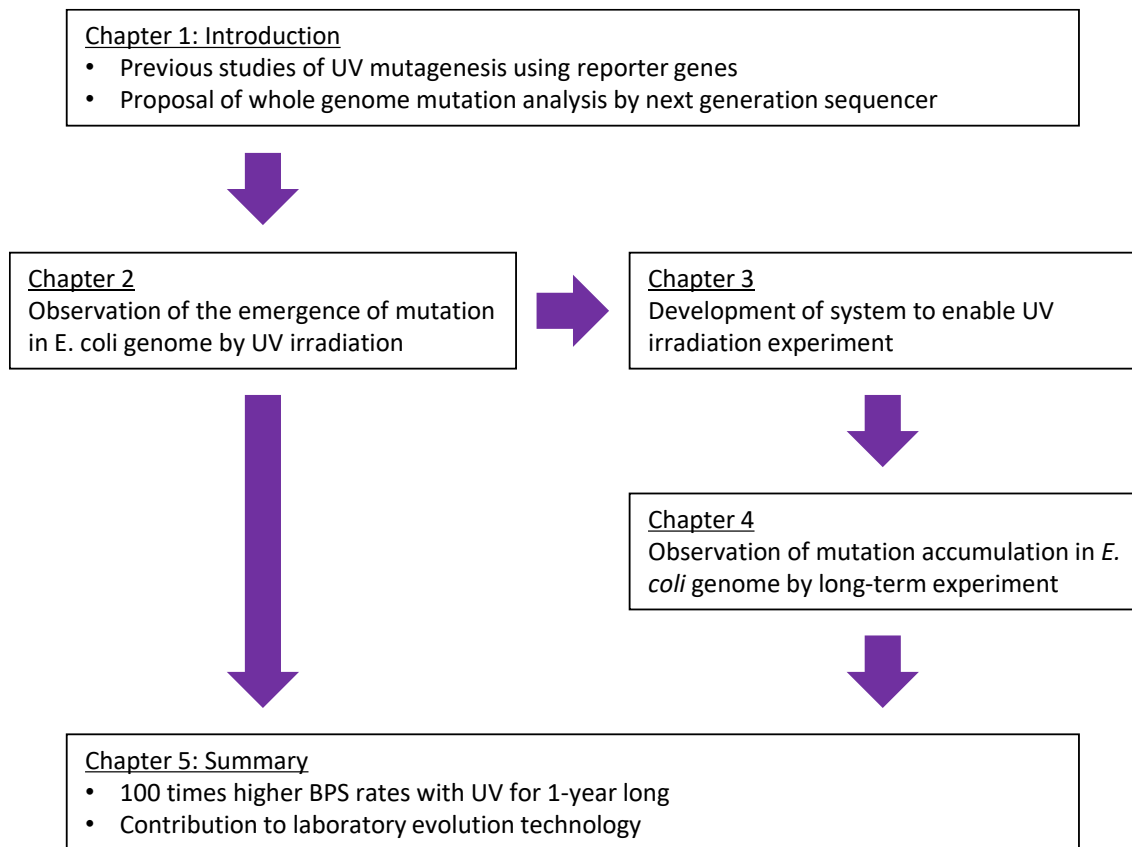 Chapter 1: Introduction
• Previous studies of UV mutagenesis using reporter genes
• Proposal of whole genome mutation analysis by next generation sequencer
Chapter 2
Observation of the emergence of mutation
in E. coli genome by UV irradiation
Chapter 3
Development of system to enable UV
irradiation experiment
Chapter 4
Observation of mutation accumulation in E.
coli genome by long-term experiment
Chapter 5: Summary
• 100 times higher BPS rates with UV for 1-year long
• Contribution to laboratory evolution technology